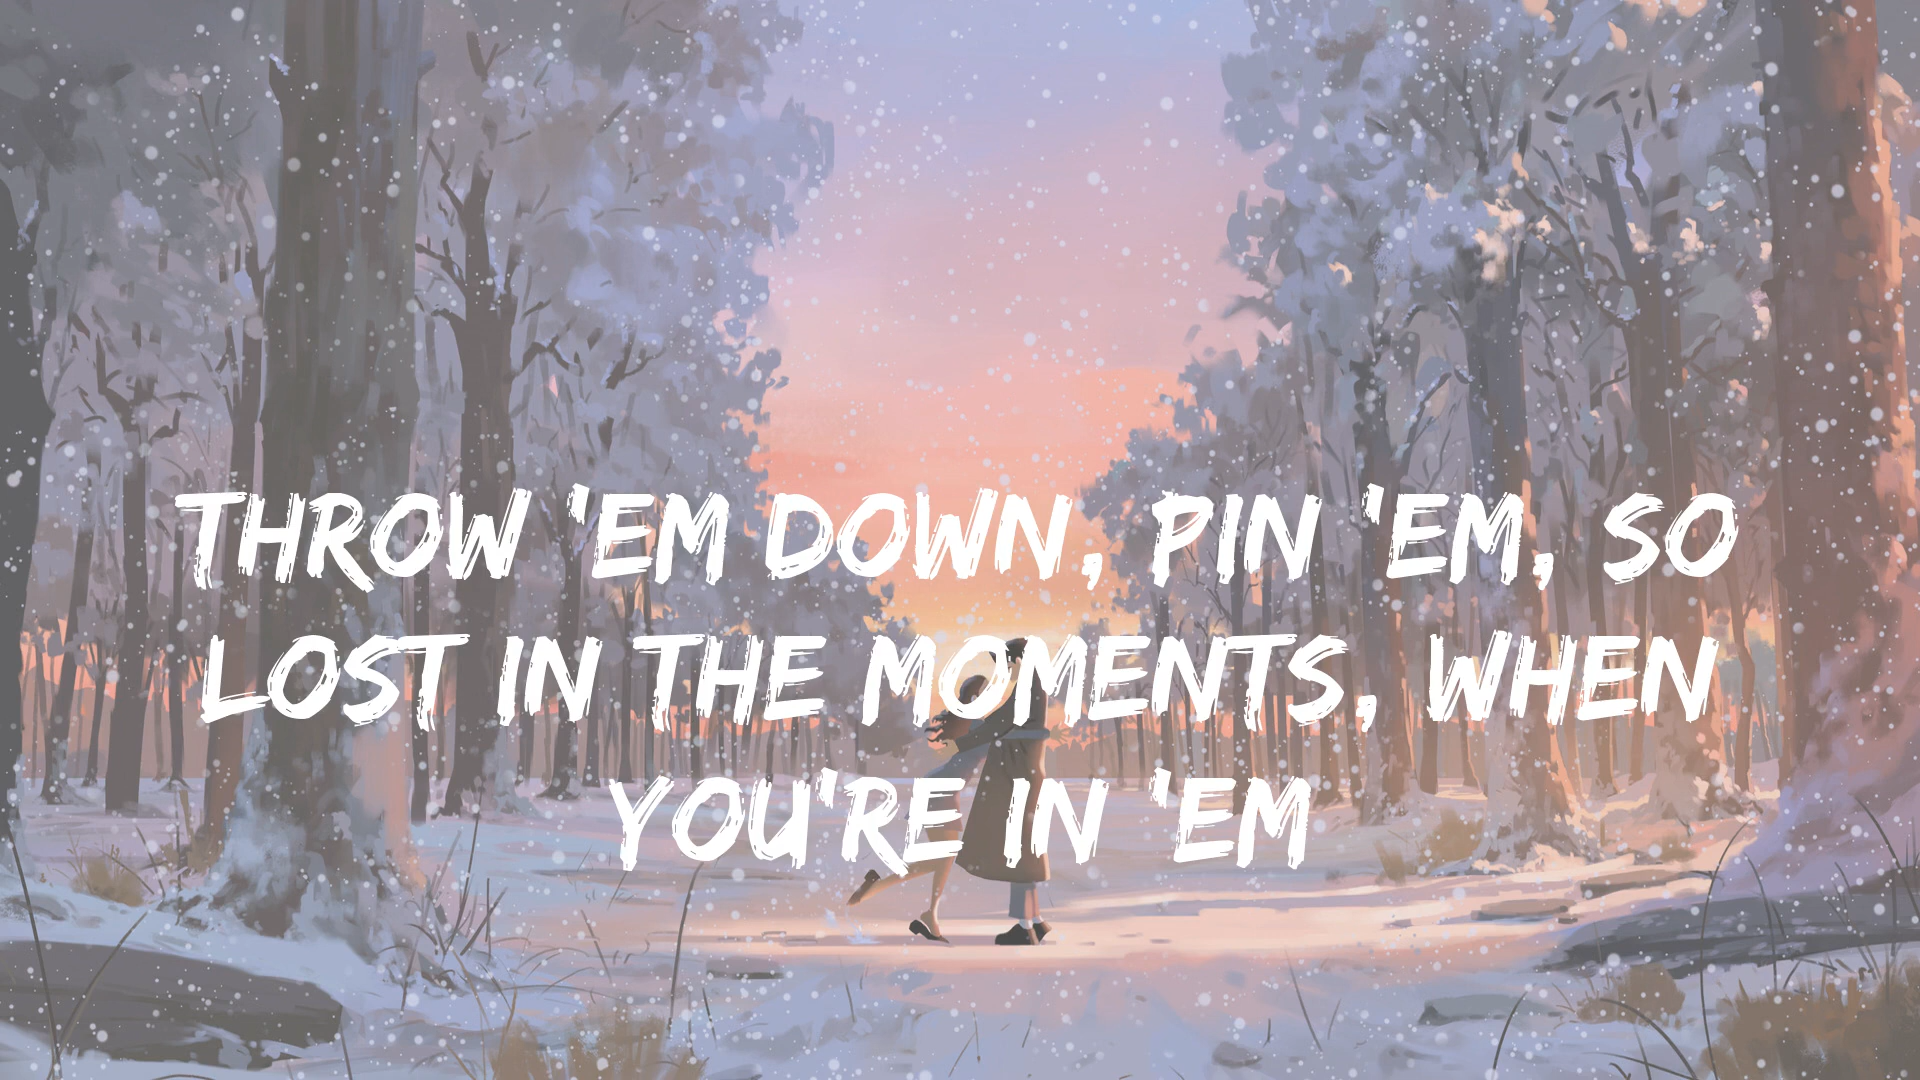 THROW 'EM DOWN, PIN 'EM, SO
LOST IN THE MOMENTS, WHEN
YOU'RE IN 'EM